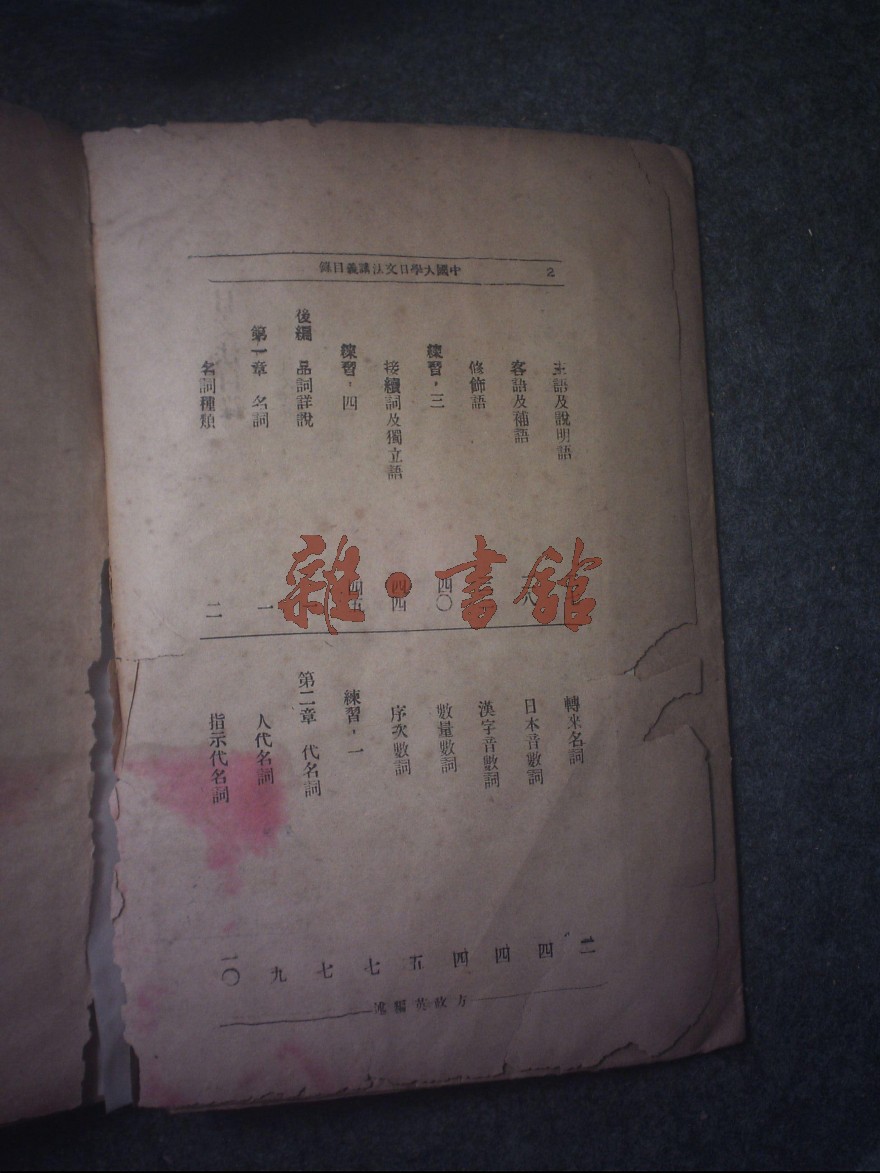 中國大學日文法講義目錄 2
主語及說明語
客語及補語 八
修飾語
練習・三 四〇
接續詞及獨立語 四四
練習・四 四五
後編 品詞詳說
第一章 名詞 一
名詞種類 二
轉來名詞 二
日本音數詞 四
漢字音數詞 四
數量數詞 四
序次數詞 五
練習・一 七
第二章 代名詞 七
人代名詞 九
指示代名詞 一〇
方政英編述
雜・書館